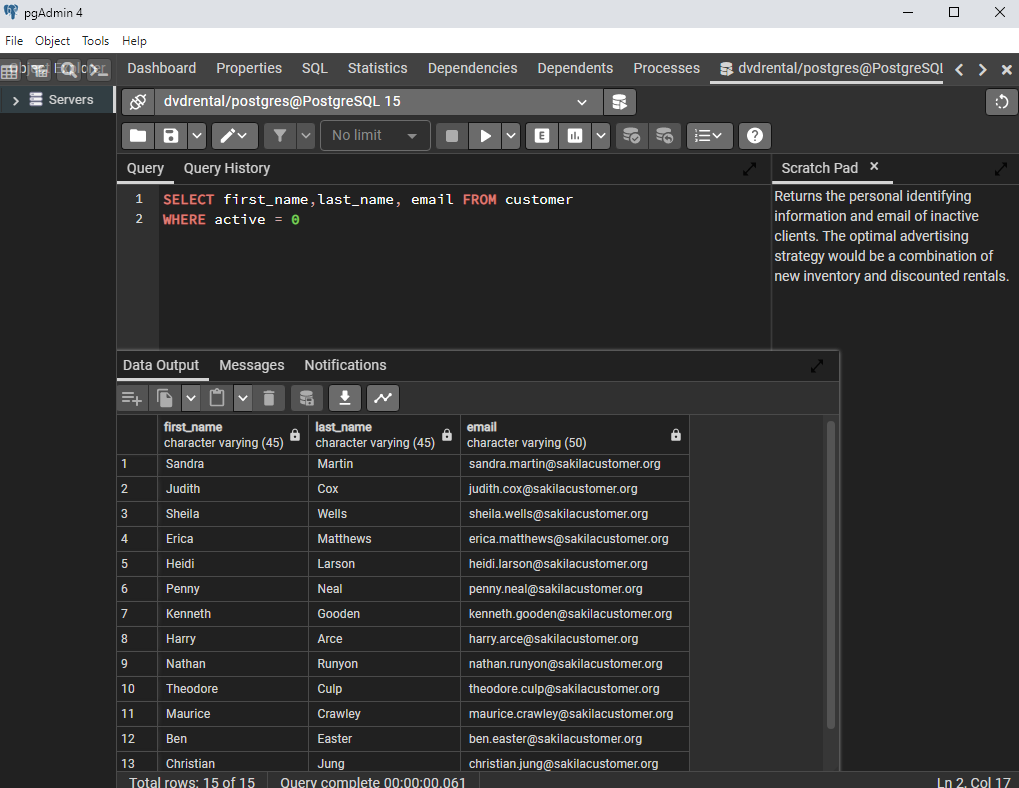 pgAdmin 4
File Object Tools Help
Dashboard Properties SQL Statistics Dependencies Dependents Processes dvdrental/postgres@PostgreSQL
Servers
dvdrental/postgres@PostgreSQL 15
No limit
E
Query Query History
Scratch Pad
1 SELECT first_name,last_name, email FROM customer
2 WHERE active = 0
Returns the personal identifying
information and email of inactive
clients. The optimal advertising
strategy would be a combination of
new inventory and discounted rentals.
Data Output Messages Notifications
first_name last_name email
character varying (45) character varying (45) character varying (50)
1 Sandra Martin sandra.martin@sakilacustomer.org
2 Judith Cox judith.cox@sakilacustomer.org
3 Sheila Wells sheila.wells@sakilacustomer.org
4 Erica Matthews erica.matthews@sakilacustomer.org
5 Heidi Larson heidi.larson@sakilacustomer.org
6 Penny Neal penny.neal@sakilacustomer.org
7 Kenneth Gooden kenneth.gooden@sakilacustomer.org
8 Harry Arce harry.arce@sakilacustomer.org
9 Nathan Runyon nathan.runyon@sakilacustomer.org
10 Theodore Culp theodore.culp@sakilacustomer.org
11 Maurice Crawley maurice.crawley@sakilacustomer.org
12 Ben Easter ben.easter@sakilacustomer.org
13 Christian Jung christian.jung@sakilacustomer.org
Total rows: 15 of 15 Query complete 00:00:00.061 Ln 2, Col 17